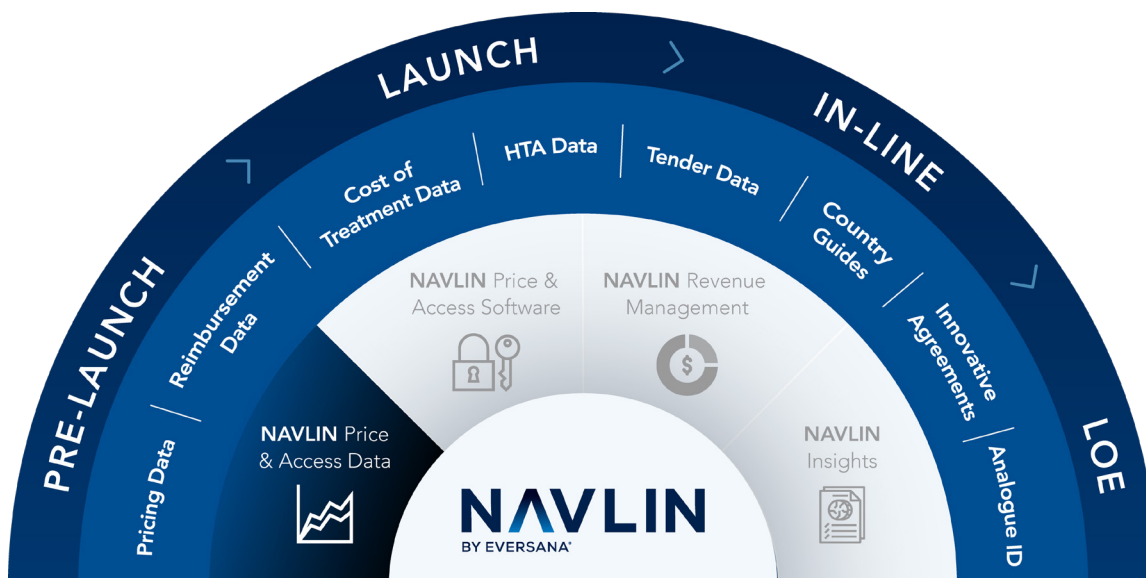 PRE-LAUNCH
LAUNCH
IN-LINE
LOE
Pricing Data
Reimbursement
Data
Cost of
Treatment Data
HTA Data
Tender Data
Country
Guides
Innovative
Agreements
Analogue ID
NAVLIN Price
& Access Data
NAVLIN Price &
Access Software
NAVLIN Revenue
Management
$
NAVLIN
Insights
NAVLIN
BY EVERSANA®